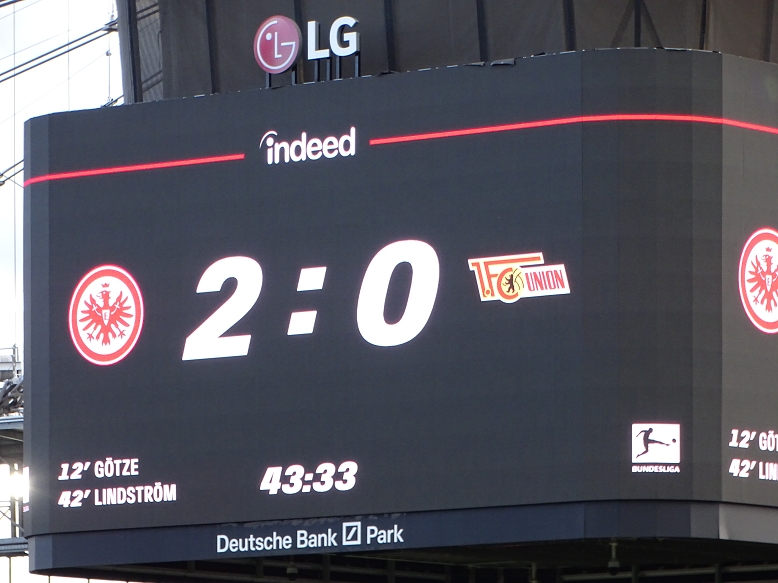 LG LG
indeed
2:0
1.FC UNION
12' GÖTZE
42' LINDSTRÖM
43:33
BUNDESLIGA
12' GÖT
42' LIN
Deutsche Bank Park